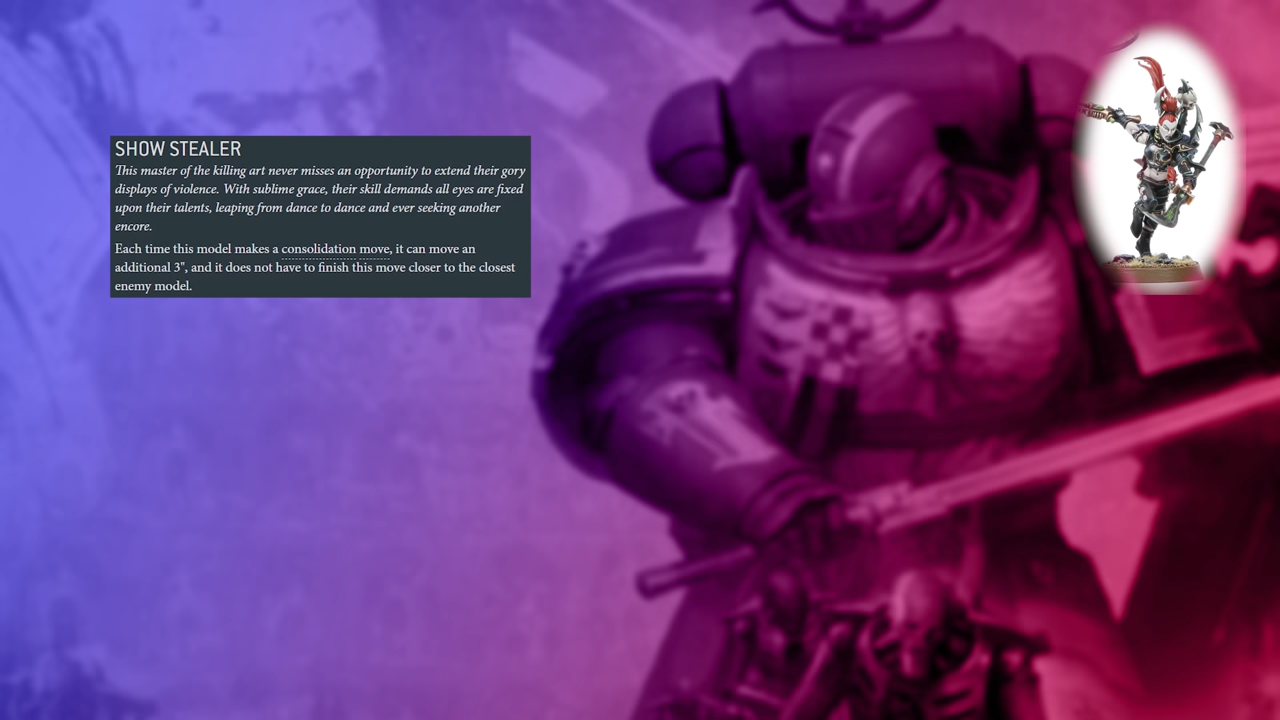 SHOW STEALER
This master of the killing art never misses an opportunity to extend their gory
displays of violence. With sublime grace, their skill demands all eyes are fixed
upon their talents, leaping from dance to dance and ever seeking another
encore.
Each time this model makes a consolidation move, it can move an
additional 3", and it does not have to finish this move closer to the closest
enemy model.